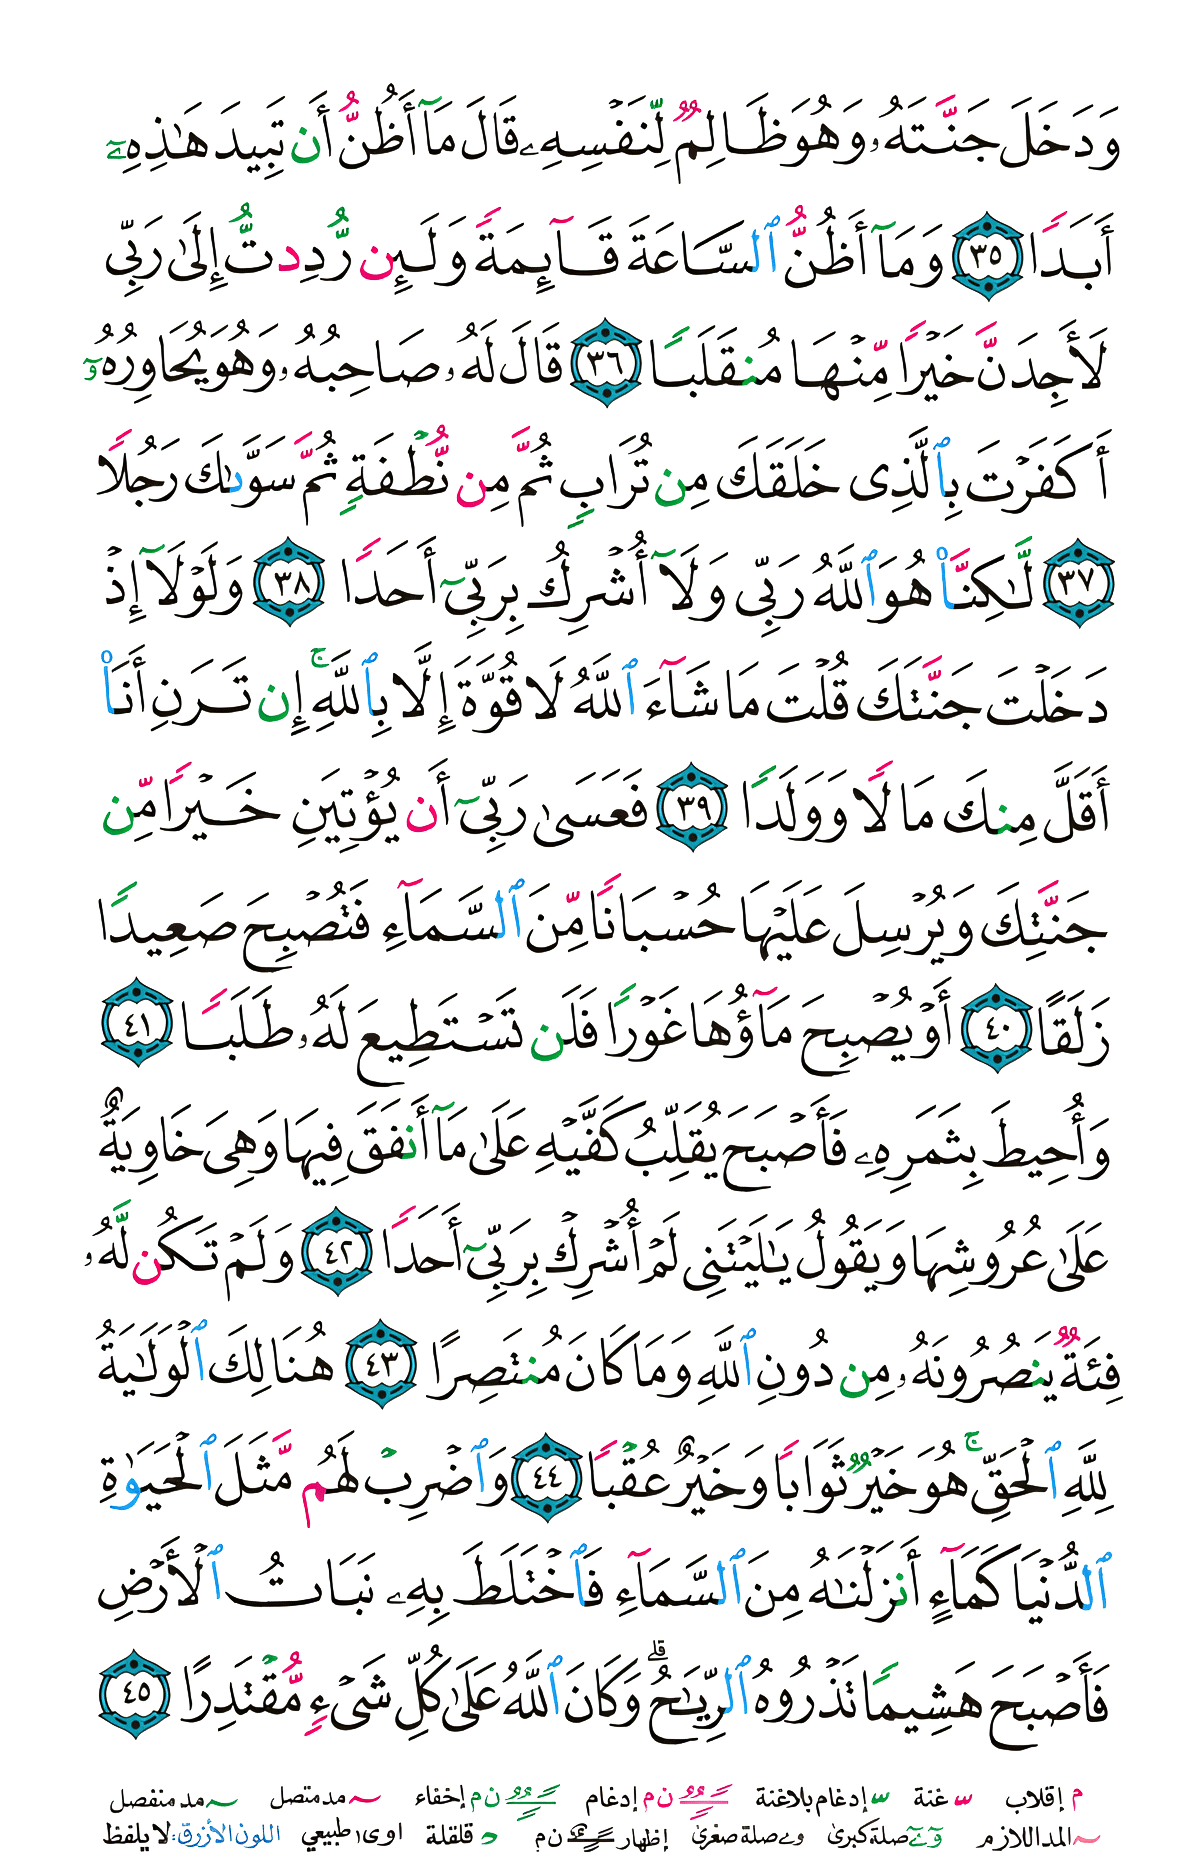 وَدَخَلَ جَنَّتَهُۥ وَهُوَ ظَالِمٌ لِّنَفْسِهِۦ قَالَ مَآ أَظُنُّ أَن تَبِيدَ هَٰذِهِۦٓ
أَبَدًا ٣٥ وَمَآ أَظُنُّ ٱلسَّاعَةَ قَآئِمَةً وَلَئِن رُّدِدتُّ إِلَىٰ رَبِّى
لَأَجِدَنَّ خَيْرًا مِّنْهَا مُنقَلَبًا ٣٦ قَالَ لَهُۥ صَاحِبُهُۥ وَهُوَ يُحَاوِرُهُۥٓ
أَكَفَرْتَ بِٱلَّذِى خَلَقَكَ مِن تُرَابٍ ثُمَّ مِن نُّطْفَةٍ ثُمَّ سَوَّىٰكَ رَجُلًا
٣٧ لَّٰكِنَّا۠ هُوَ ٱللَّهُ رَبِّى وَلَآ أُشْرِكُ بِرَبِّىٓ أَحَدًا ٣٨ وَلَوْلَآ إِذْ
دَخَلْتَ جَنَّتَكَ قُلْتَ مَا شَآءَ ٱللَّهُ لَا قُوَّةَ إِلَّا بِٱللَّهِ ۚ إِن تَرَنِ أَنَا۠
أَقَلَّ مِنكَ مَالًا وَوَلَدًا ٣٩ فَعَسَىٰ رَبِّىٓ أَن يُؤْتِيَنِ خَيْرًا مِّن
جَنَّتِكَ وَيُرْسِلَ عَلَيْهَا حُسْبَانًا مِّنَ ٱلسَّمَآءِ فَتُصْبِحَ صَعِيدًا
زَلَقًا ٤٠ أَوْ يُصْبِحَ مَآؤُهَا غَوْرًا فَلَن تَسْتَطِيعَ لَهُۥ طَلَبًا ٤١
وَأُحِيطَ بِثَمَرِهِۦ فَأَصْبَحَ يُقَلِّبُ كَفَّيْهِ عَلَىٰ مَآ أَنفَقَ فِيهَا وَهِىَ خَاوِيَةٌ
عَلَىٰ عُرُوشِهَا وَيَقُولُ يَٰلَيْتَنِى لَمْ أُشْرِكْ بِرَبِّىٓ أَحَدًا ٤٢ وَلَمْ تَكُن لَّهُۥ
فِئَةٌ يَنصُرُونَهُۥ مِن دُونِ ٱللَّهِ وَمَا كَانَ مُنتَصِرًا ٤٣ هُنَالِكَ ٱلْوَلَٰيَةُ
لِلَّهِ ٱلْحَقِّ ۚ هُوَ خَيْرٌ ثَوَابًا وَخَيْرٌ عُقْبًا ٤٤ وَٱضْرِبْ لَهُم مَّثَلَ ٱلْحَيَوٰةِ
ٱلدُّنْيَا كَمَآءٍ أَنزَلْنَٰهُ مِنَ ٱلسَّمَآءِ فَٱخْتَلَطَ بِهِۦ نَبَاتُ ٱلْأَرْضِ
فَأَصْبَحَ هَشِيمًا تَذْرُوهُ ٱلرِّيَٰحُ ۗ وَكَانَ ٱللَّهُ عَلَىٰ كُلِّ شَىْءٍ مُّقْتَدِرًا ٤٥
م إقلاب ـّ غنة ـّ إدغام بلاغنة ن م إدغام ن م إخفاء ~ مد متصل ~ مد منفصل
~ المد اللازم وٓ ےٓ صلة كبرى و ے صلة صغرى إظهار ن م قلقلة اوى طبيعي اللون الأزرق: لا يلفظ